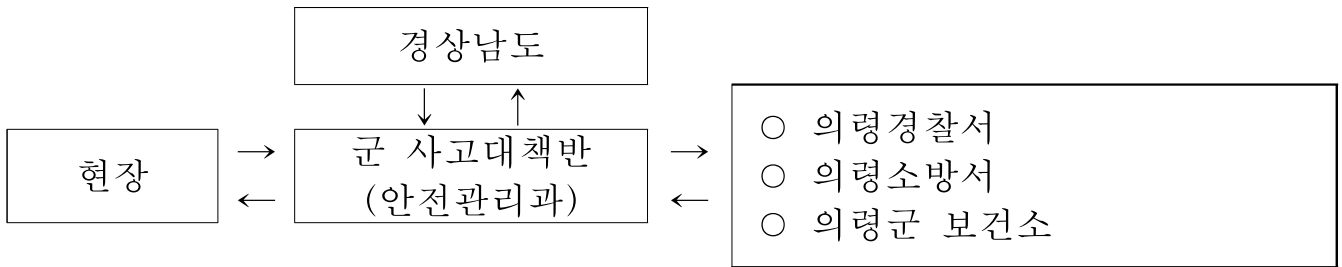 경상남도
↓ ↑
현장
→
←
군 사고대책반
(안전관리과)
→
←
○ 의령경찰서
○ 의령소방서
○ 의령군 보건소